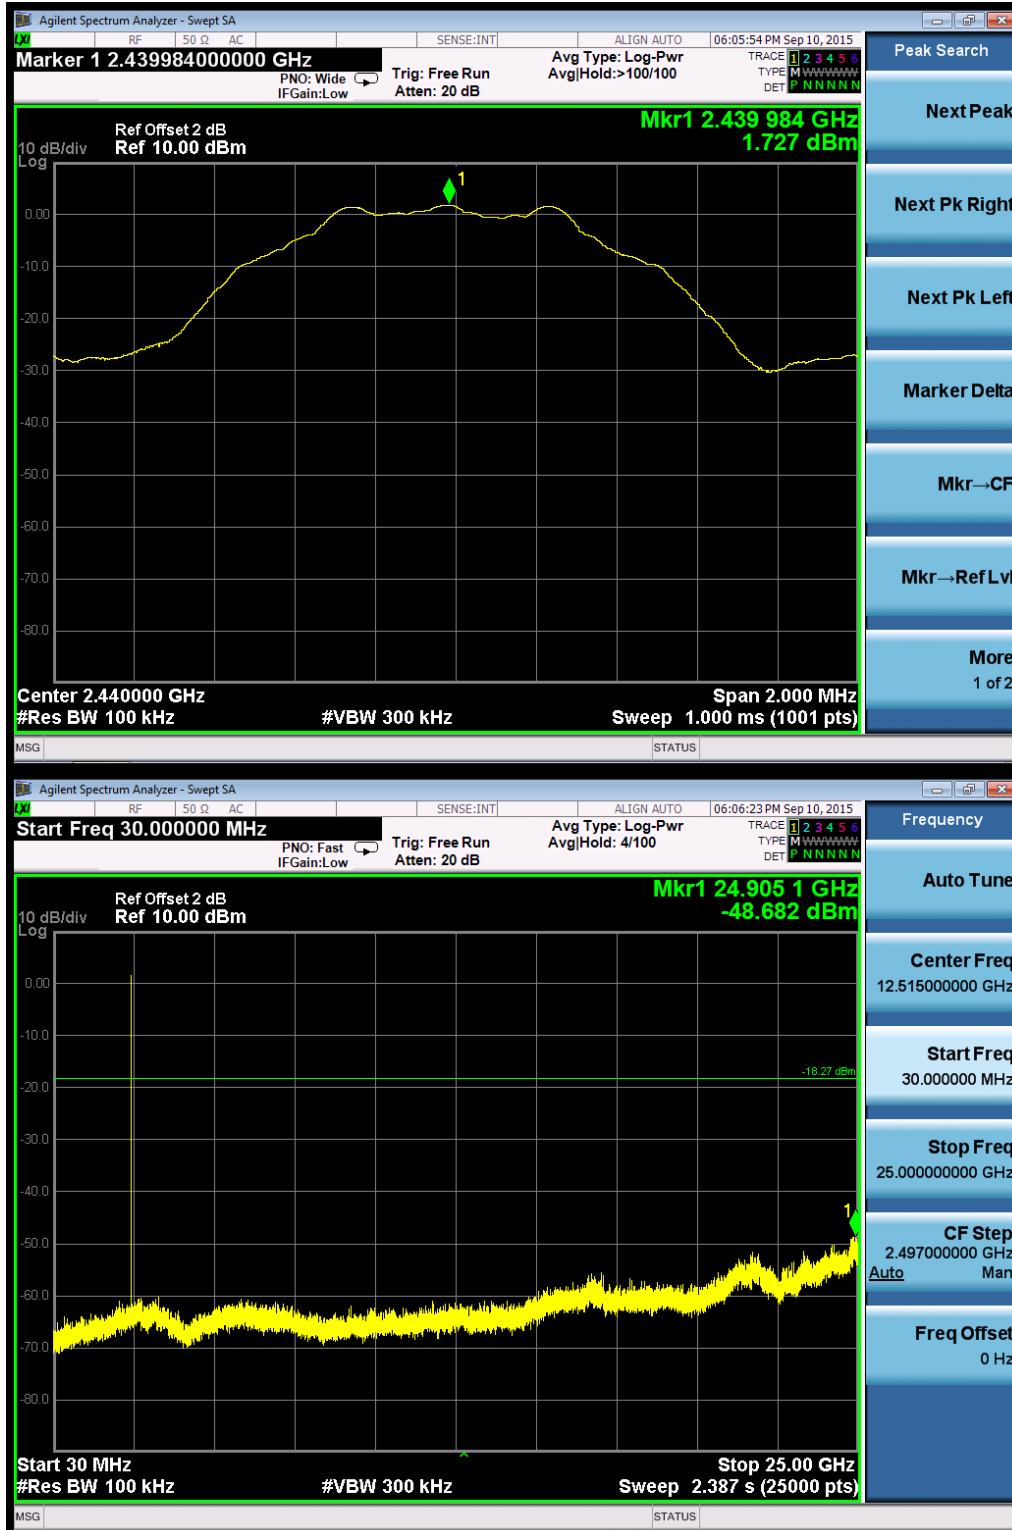 Agilent Spectrum Analyzer - Swept SA
LXI RF 50 Ω AC SENSE:INT ALIGN AUTO 06:05:54 PM Sep 10, 2015
Marker 1 2.439984000000 GHz
PNO: Wide
IFGain:Low
Trig: Free Run
Atten: 20 dB
Avg Type: Log-Pwr
Avg|Hold:>100/100
TRACE 1 2 3 4 5 6
TYPE M WWWWW
DET P N N N N N
Peak Search
Mkr1 2.439 984 GHz
1.727 dBm
Ref Offset 2 dB
10 dB/div Ref 10.00 dBm
Log
1
0.00
-10.0
-20.0
-30.0
-40.0
-50.0
-60.0
-70.0
-80.0
Center 2.440000 GHz Span 2.000 MHz
#Res BW 100 kHz #VBW 300 kHz Sweep 1.000 ms (1001 pts)
MSG STATUS
Next Peak
Next Pk Right
Next Pk Left
Marker Delta
Mkr→CF
Mkr→Ref Lvl
More
1 of 2
Agilent Spectrum Analyzer - Swept SA
LXI RF 50 Ω AC SENSE:INT ALIGN AUTO 06:06:23 PM Sep 10, 2015
Start Freq 30.000000 MHz
PNO: Fast
IFGain:Low
Trig: Free Run
Atten: 20 dB
Avg Type: Log-Pwr
Avg|Hold: 4/100
TRACE 1 2 3 4 5 6
TYPE M WWWWW
DET P N N N N N
Frequency
Mkr1 24.905 1 GHz
-48.682 dBm
Ref Offset 2 dB
10 dB/div Ref 10.00 dBm
Log
0.00
-10.0
-18.27 dBm
-20.0
-30.0
-40.0
1
-50.0
-60.0
-70.0
-80.0
Start 30 MHz Stop 25.00 GHz
#Res BW 100 kHz #VBW 300 kHz Sweep 2.387 s (25000 pts)
MSG STATUS
Auto Tune
Center Freq
12.515000000 GHz
Start Freq
30.000000 MHz
Stop Freq
25.000000000 GHz
CF Step
2.497000000 GHz
Auto Man
Freq Offset
0 Hz